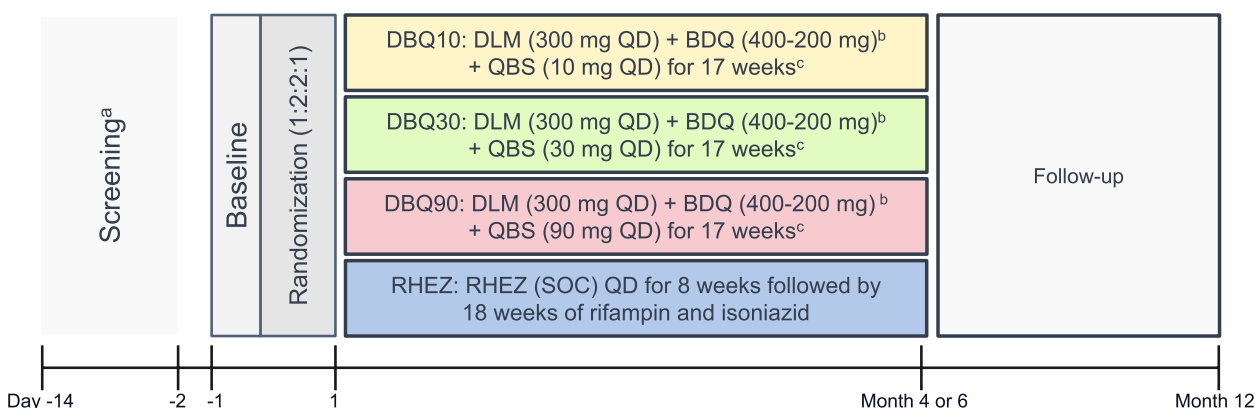 Screeningᵃ
Baseline
Randomization (1:2:2:1)
DBQ10: DLM (300 mg QD) + BDQ (400-200 mg)ᵇ
+ QBS (10 mg QD) for 17 weeksᶜ
DBQ30: DLM (300 mg QD) + BDQ (400-200 mg)ᵇ
+ QBS (30 mg QD) for 17 weeksᶜ
DBQ90: DLM (300 mg QD) + BDQ (400-200 mg) ᵇ
+ QBS (90 mg QD) for 17 weeksᶜ
RHEZ: RHEZ (SOC) QD for 8 weeks followed by
18 weeks of rifampin and isoniazid
Follow-up
Day -14 -2 -1 1 Month 4 or 6 Month 12